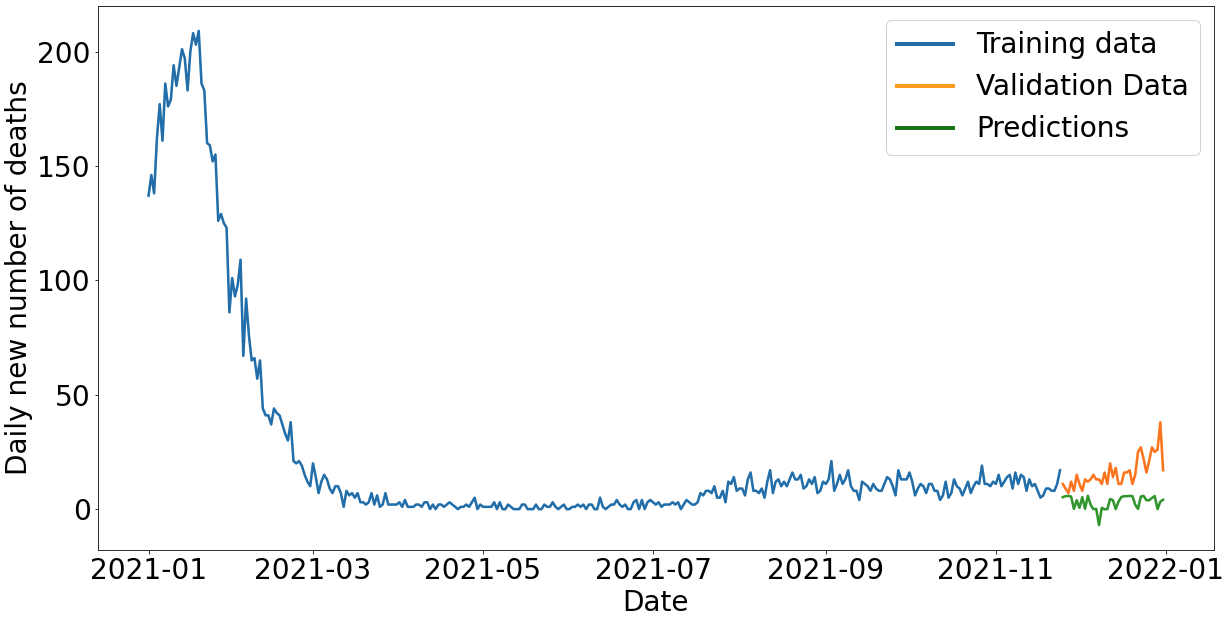 Training data
Validation Data
Predictions
Daily new number of deaths
200
150
100
50
0
2021-01 2021-03 2021-05 2021-07 2021-09 2021-11 2022-01
Date